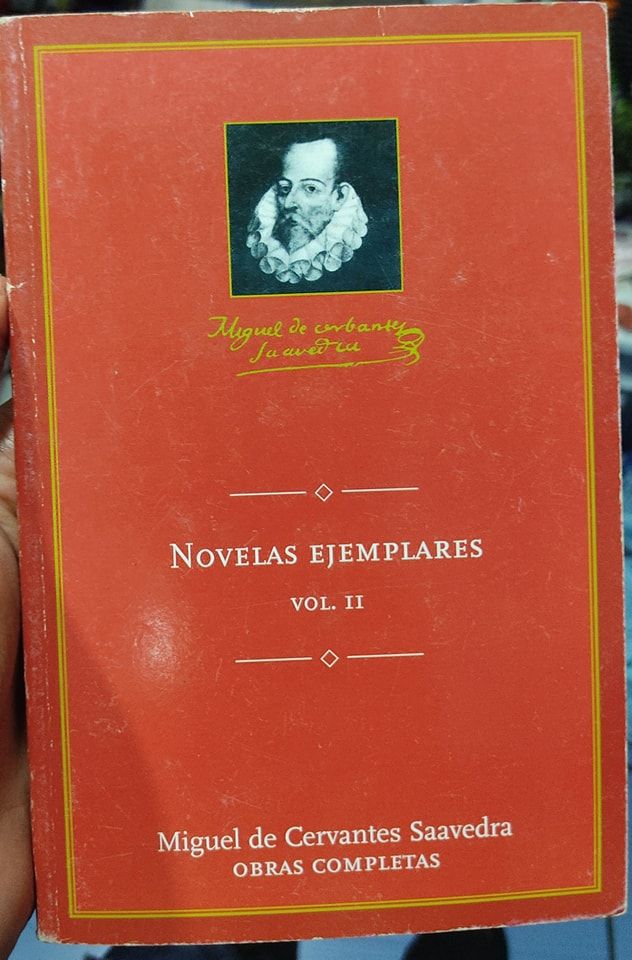 Miguel de cerbantes
Saavedra
NOVELAS EJEMPLARES
VOL. II
Miguel de Cervantes Saavedra
OBRAS COMPLETAS